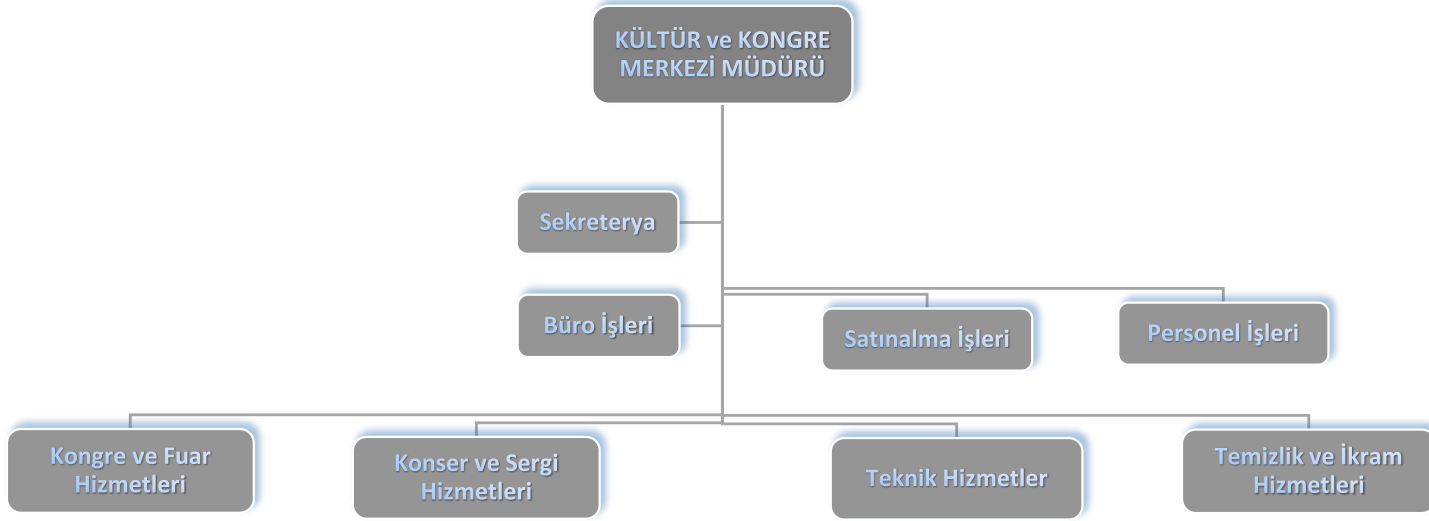 KÜLTÜR ve KONGRE
MERKEZİ MÜDÜRÜ
Sekreterya
Büro İşleri
Satınalma İşleri
Personel İşleri
Kongre ve Fuar
Hizmetleri
Konser ve Sergi
Hizmetleri
Teknik Hizmetler
Temizlik ve İkram
Hizmetleri